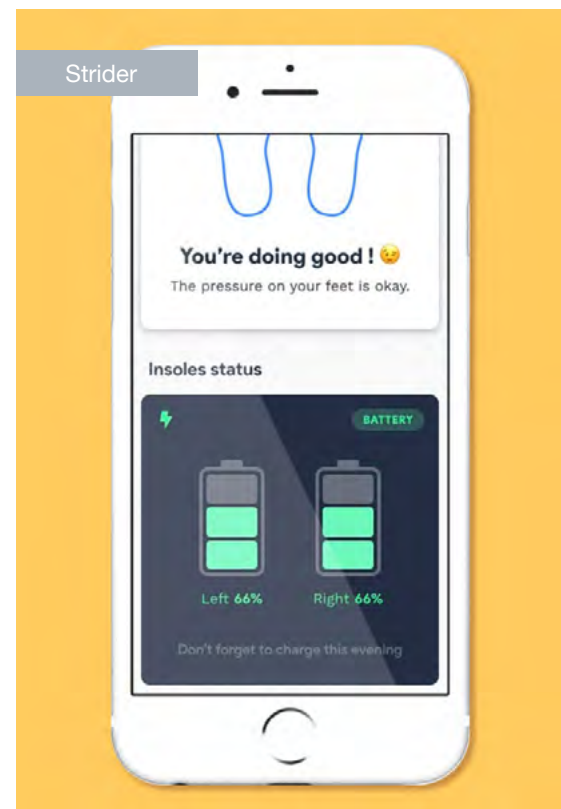 Strider
You're doing good ! 😉
The pressure on your feet is okay.
Insoles status
BATTERY
Left 66%
Right 66%
Don't forget to charge this evening